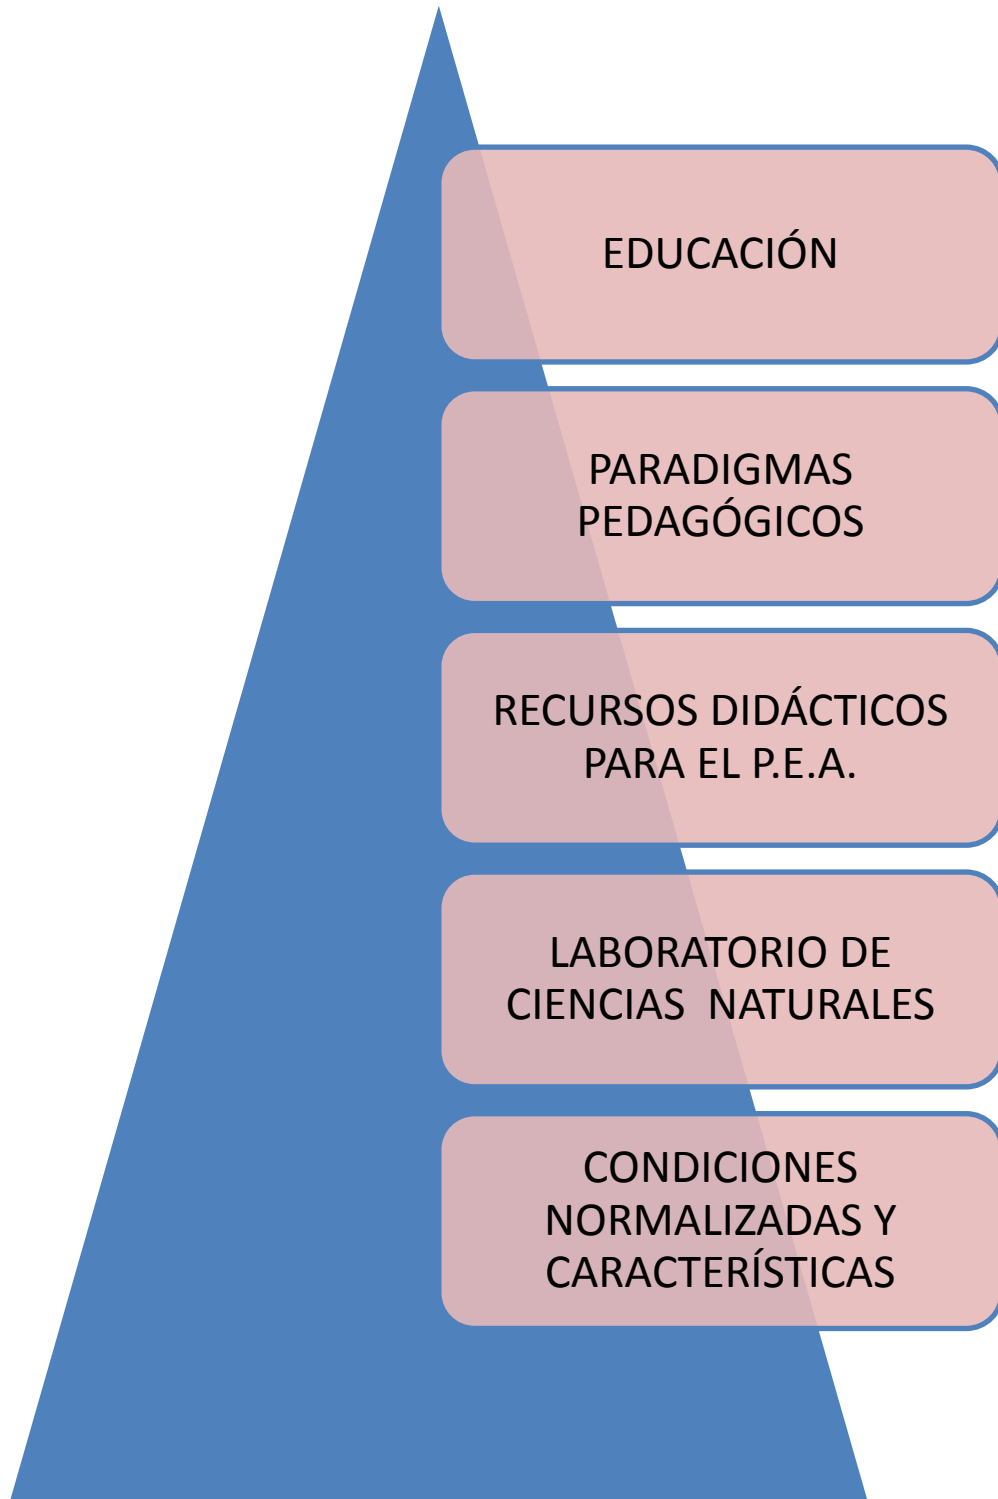 EDUCACIÓN
PARADIGMAS
PEDAGÓGICOS
RECURSOS DIDÁCTICOS
PARA EL P.E.A.
LABORATORIO DE
CIENCIAS  NATURALES
CONDICIONES
NORMALIZADAS Y
CARACTERÍSTICAS